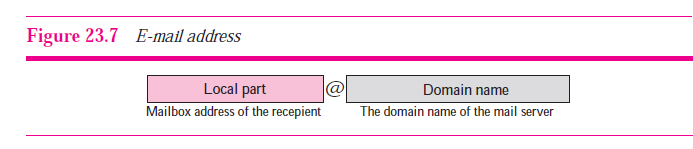 Figure 23.7 E-mail address
Local part @ Domain name
Mailbox address of the recepient The domain name of the mail server